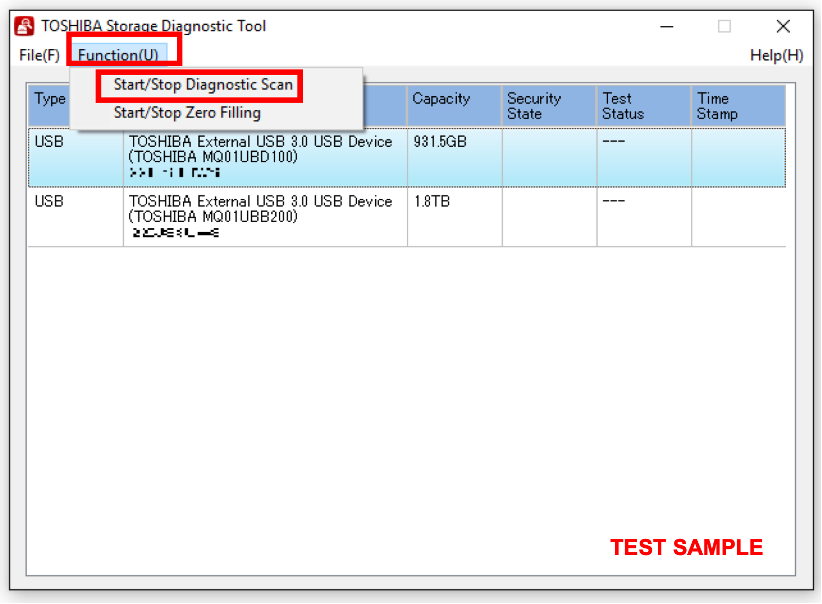 TOSHIBA Storage Diagnostic Tool
File(F) Function(U) Help(H)
Start/Stop Diagnostic Scan
Start/Stop Zero Filling
Type Capacity Security State Test Status Time Stamp
USB TOSHIBA External USB 3.0 USB Device 931.5GB ---
(TOSHIBA MQ01UBD100)
USB TOSHIBA External USB 3.0 USB Device 1.8TB ---
(TOSHIBA MQ01UBB200)
TEST SAMPLE